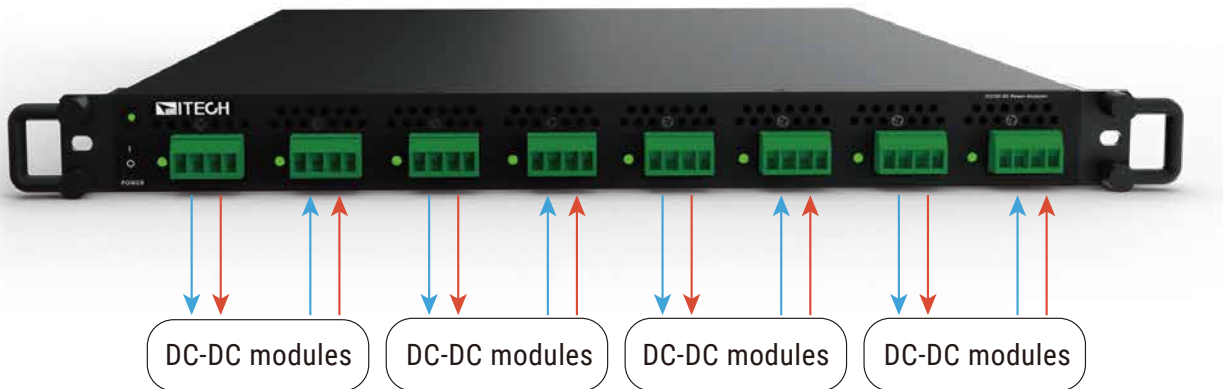 ITECH
I
O
POWER
DC-DC modules
DC-DC modules
DC-DC modules
DC-DC modules